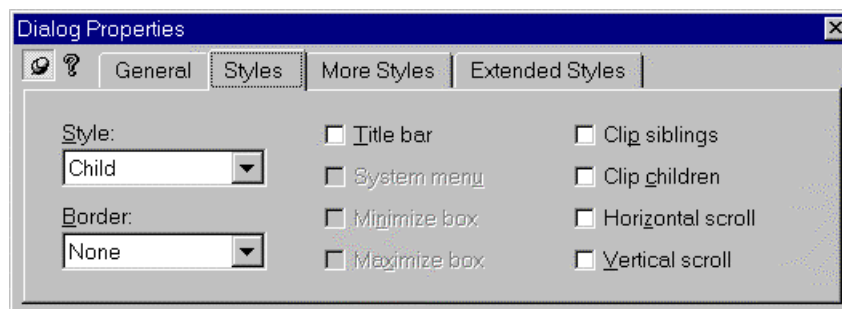 Dialog Properties
General Styles More Styles Extended Styles
Style:
Child
Border:
None
Title bar
System menu
Minimize box
Maximize box
Clip siblings
Clip children
Horizontal scroll
Vertical scroll